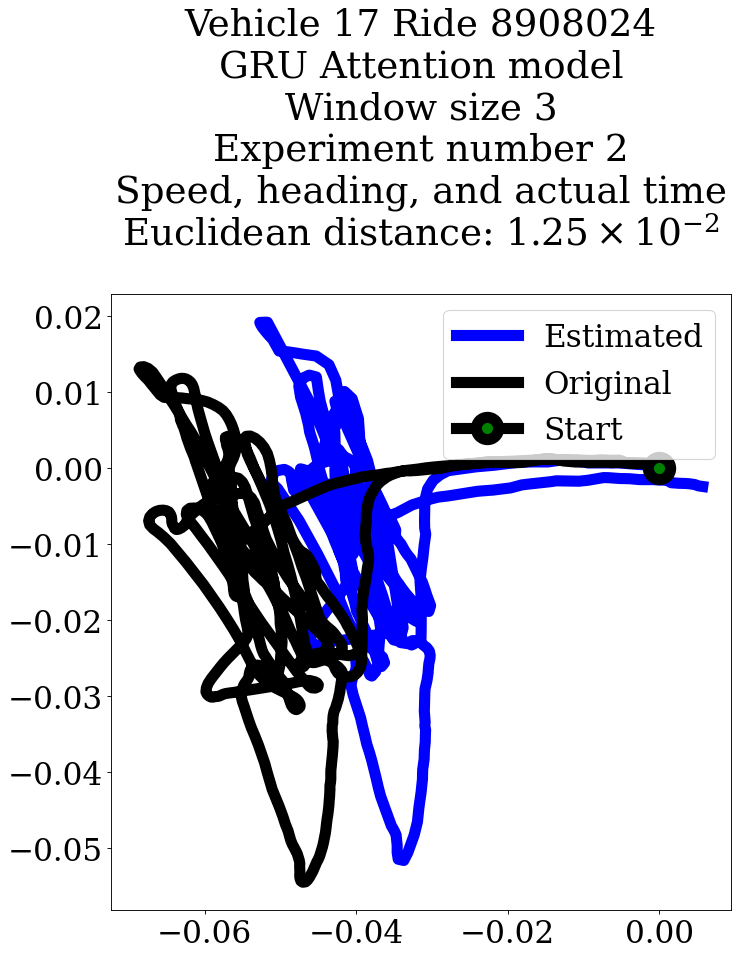 Vehicle 17 Ride 8908024
GRU Attention model
Window size 3
Experiment number 2
Speed, heading, and actual time
Euclidean distance: 1.25 × 10⁻²
Estimated
Original
Start
0.02
0.01
0.00
−0.01
−0.02
−0.03
−0.04
−0.05
−0.06
−0.04
−0.02
0.00